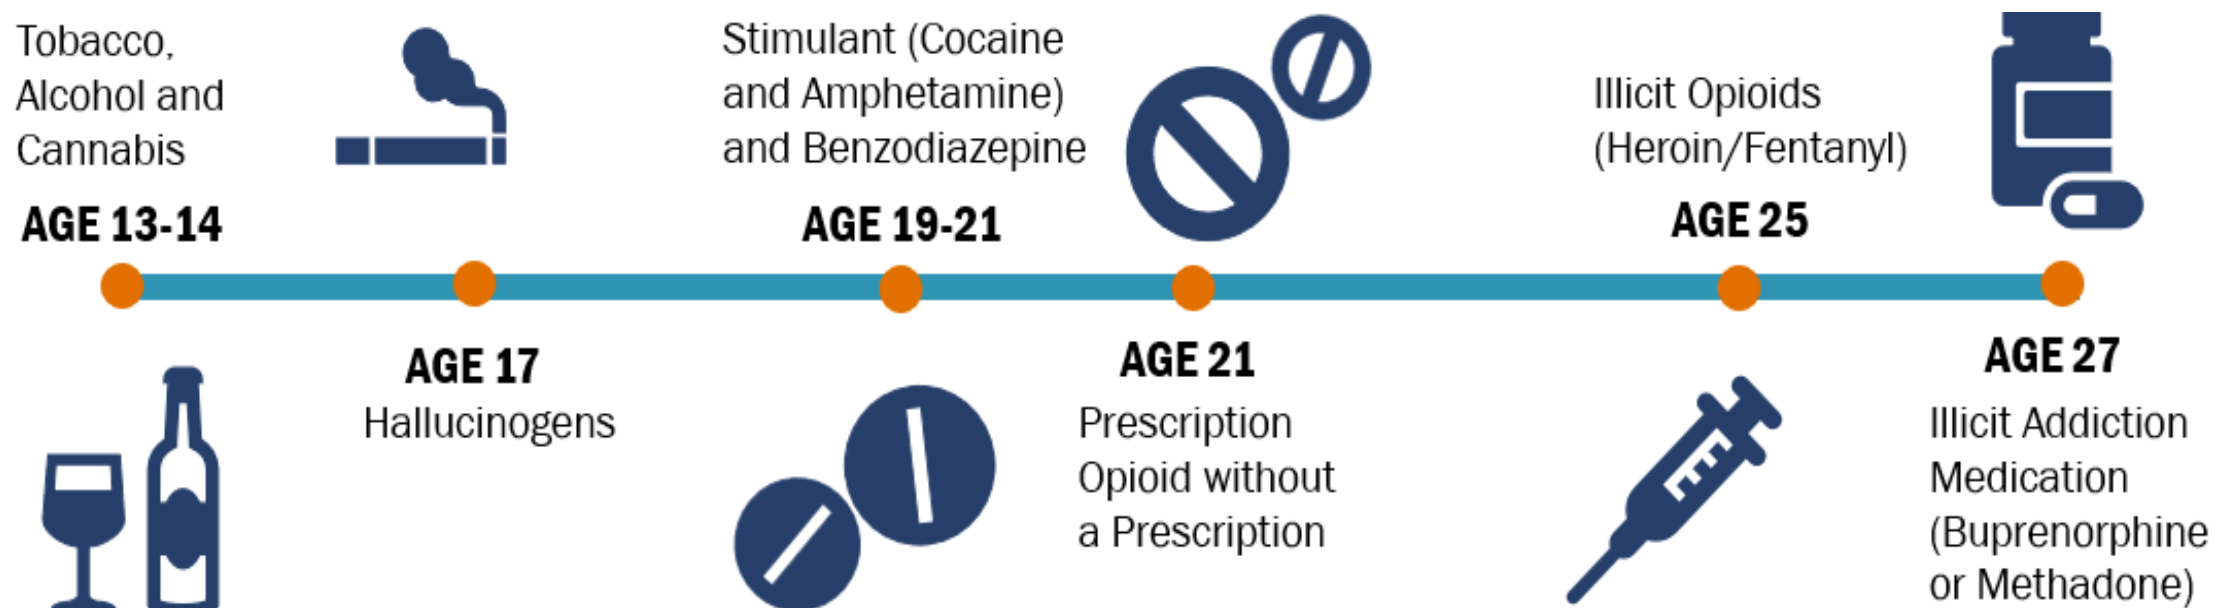 Tobacco,
Alcohol and
Cannabis
AGE 13-14
AGE 17
Hallucinogens
Stimulant (Cocaine
and Amphetamine)
and Benzodiazepine
AGE 19-21
AGE 21
Prescription
Opioid without
a Prescription
Illicit Opioids
(Heroin/Fentanyl)
AGE 25
AGE 27
Illicit Addiction
Medication
(Buprenorphine
or Methadone)